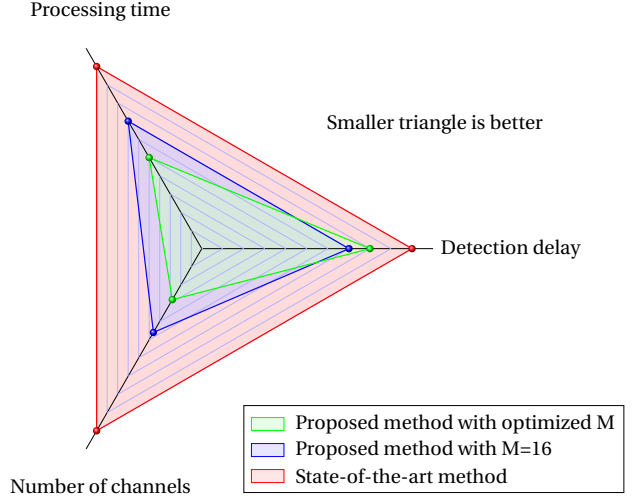 Processing time
Smaller triangle is better
Detection delay
Proposed method with optimized M
Proposed method with M=16
State-of-the-art method
Number of channels